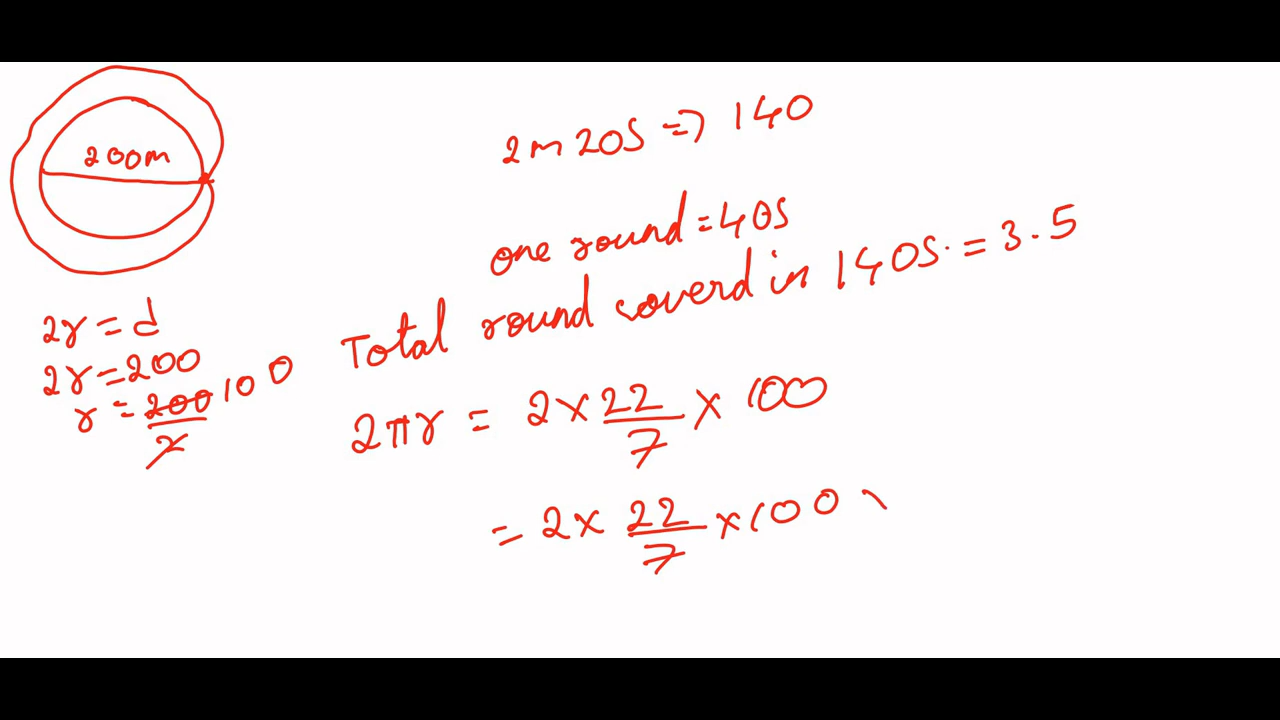 200m
2m 20S => 140
one round = 40S
Total round coverd in 140S. = 3.5
2r = d
2r = 200
r = 200/2 100
2πr = 2 × 22/7 × 100
= 2 × 22/7 × 100 \